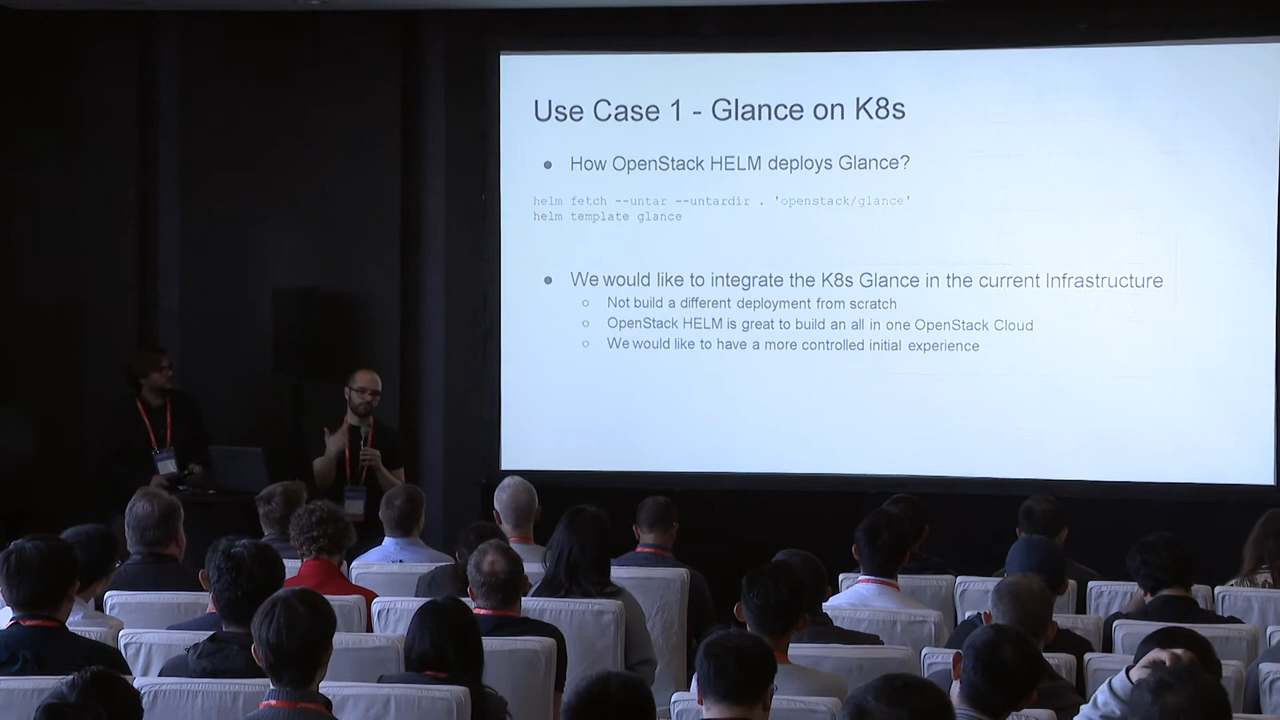 Use Case 1 - Glance on K8s
● How OpenStack HELM deploys Glance?
helm fetch --untar --untardir . 'openstack/glance'
helm template glance
● We would like to integrate the K8s Glance in the current Infrastructure
○ Not build a different deployment from scratch
○ OpenStack HELM is great to build an all in one OpenStack Cloud
○ We would like to have a more controlled initial experience